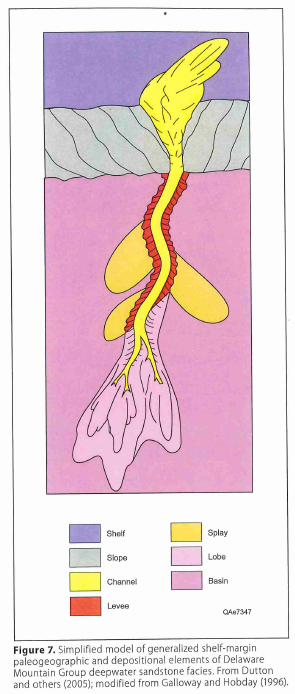 Shelf
Splay
Slope
Lobe
Channel
Basin
Levee
QAe7347
Figure 7. Simplified model of generalized shelf-margin
paleogeographic and depositional elements of Delaware
Mountain Group deepwater sandstone facies. From Dutton
and others (2005); modified from Galloway and Hobday (1996).